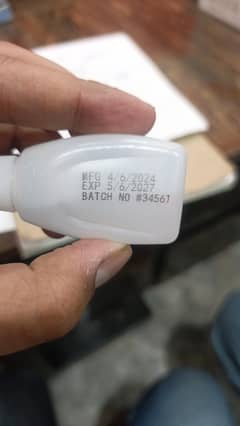 MFG 4/6/2024
EXP 5/6/2027
BATCH NO #34561